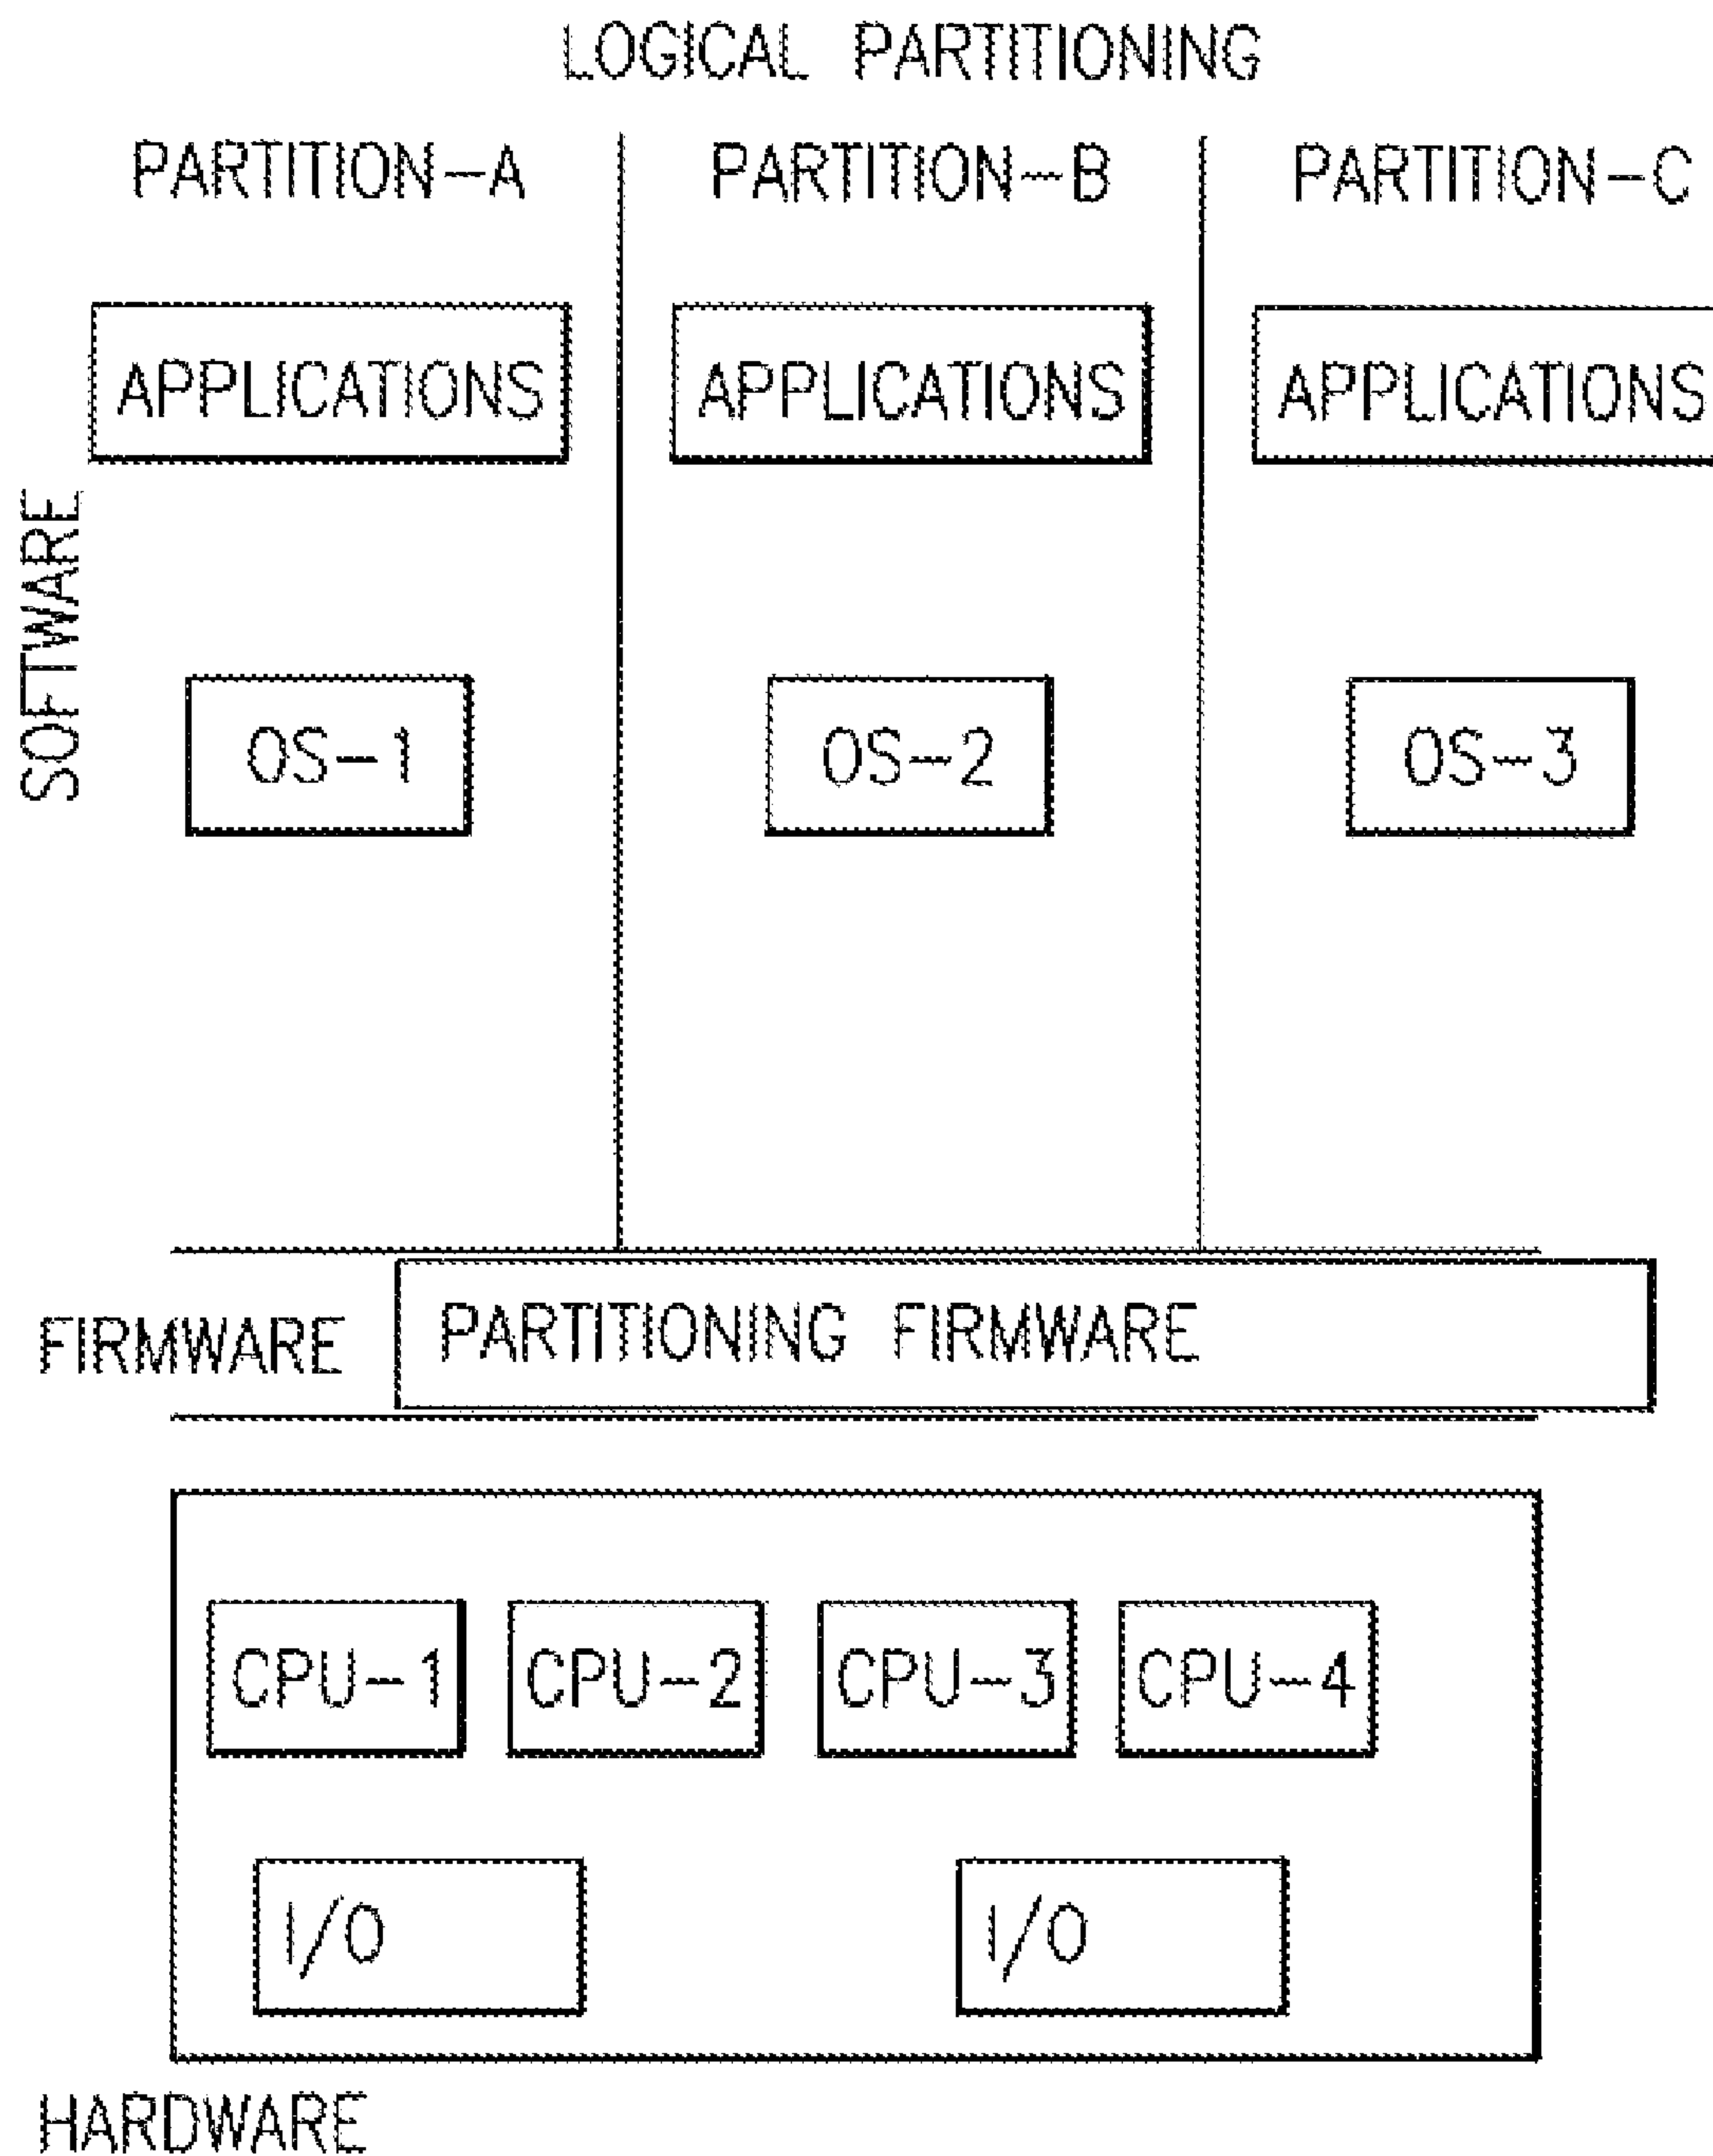 LOGICAL PARTITIONING
PARTITION-A PARTITION-B PARTITION-C
APPLICATIONS APPLICATIONS APPLICATIONS
SOFTWARE
OS-1 OS-2 OS-3
FIRMWARE PARTITIONING FIRMWARE
CPU-1 CPU-2 CPU-3 CPU-4
I/O I/O
HARDWARE